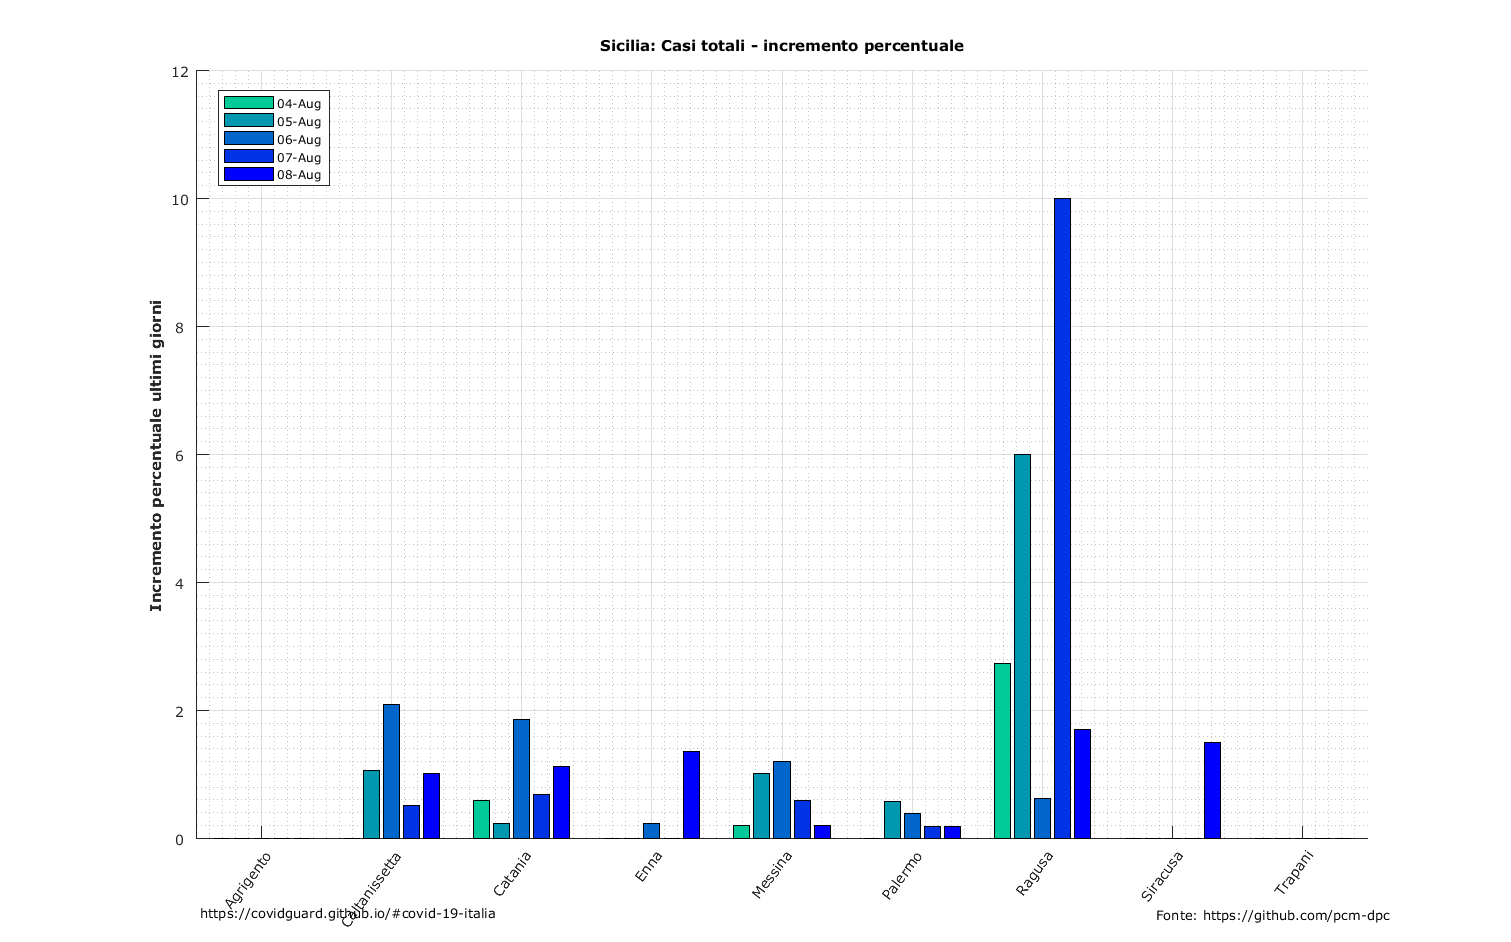 Sicilia: Casi totali - incremento percentuale
12
10
8
6
4
2
0
04-Aug
05-Aug
06-Aug
07-Aug
08-Aug
Incremento percentuale ultimi giorni
Agrigento
Caltanissetta
Catania
Enna
Messina
Palermo
Ragusa
Siracusa
Trapani
https://covidguard.github.io/#covid-19-italia
Fonte: https://github.com/pcm-dpc